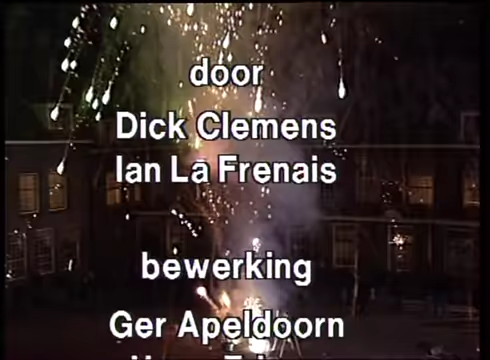 door
Dick Clemens
Ian La Frenais
bewerking
Ger Apeldoorn